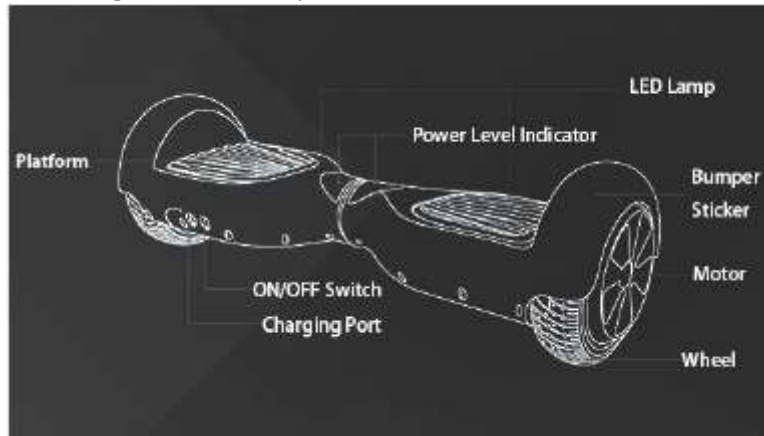 LED Lamp
Power Level Indicator
Platform
Bumper
Sticker
Motor
ON/OFF Switch
Charging Port
Wheel